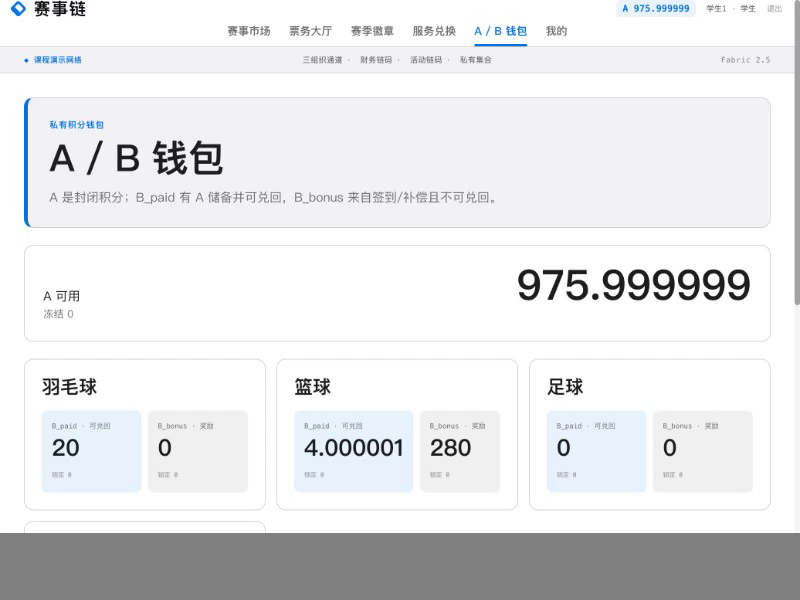 赛事链
A 975.999999
学生1 · 学生
退出
赛事市场
票务大厅
赛季徽章
服务兑换
A / B 钱包
我的
课程演示网络
三组织通道 · 财务链码 · 活动链码 · 私有集合
Fabric 2.5
私有积分钱包
A / B 钱包
A 是封闭积分；B_paid 有 A 储备并可兑回，B_bonus 来自签到/补偿且不可兑回。
A 可用
冻结 0
975.999999
羽毛球
B_paid · 可兑回
20
锁定 0
B_bonus · 奖励
0
锁定 0
篮球
B_paid · 可兑回
4.000001
锁定 0
B_bonus · 奖励
280
锁定 0
足球
B_paid · 可兑回
0
锁定 0
B_bonus · 奖励
0
锁定 0